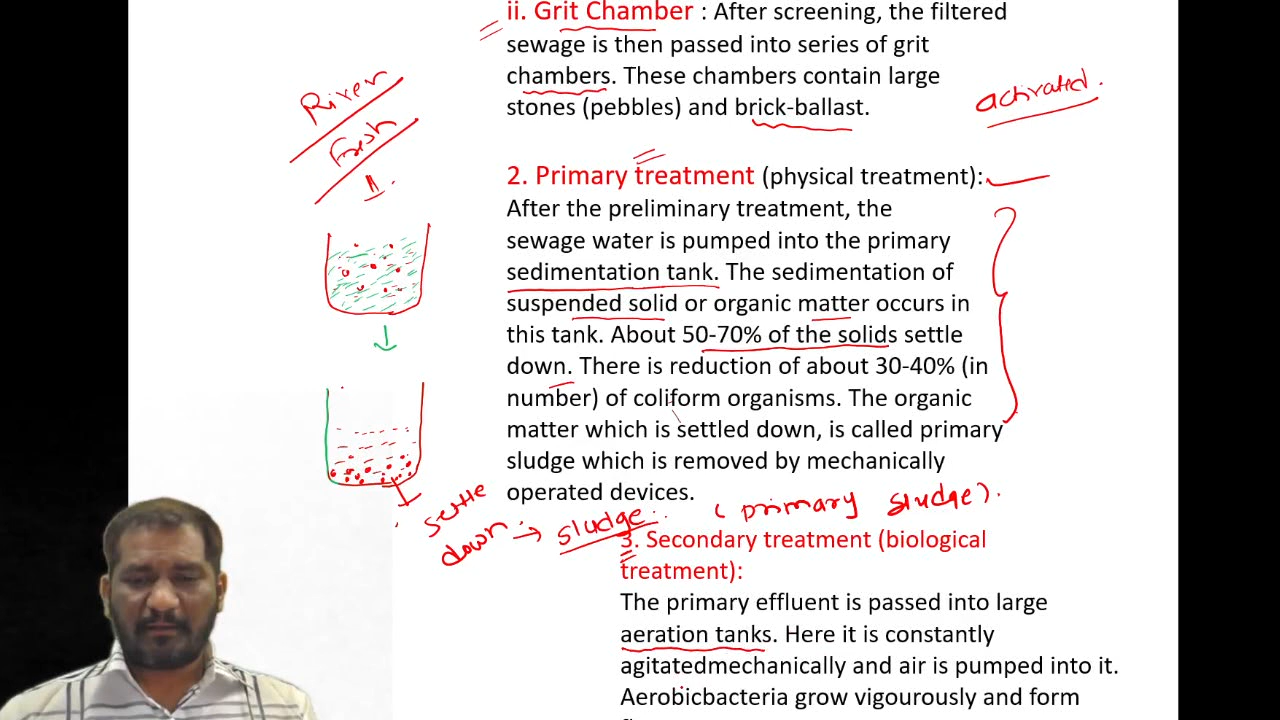 ii. Grit Chamber : After screening, the filtered
sewage is then passed into series of grit
chambers. These chambers contain large
stones (pebbles) and brick-ballast.
activated.
River
Fresh
2. Primary treatment (physical treatment):
After the preliminary treatment, the
sewage water is pumped into the primary
sedimentation tank. The sedimentation of
suspended solid or organic matter occurs in
this tank. About 50-70% of the solids settle
down. There is reduction of about 30-40% (in
number) of coliform organisms. The organic
matter which is settled down, is called primary
sludge which is removed by mechanically
operated devices.
settle
down. → sludge. (primary sludge).
3. Secondary treatment (biological
treatment):
The primary effluent is passed into large
aeration tanks. Here it is constantly
agitatedmechanically and air is pumped into it.
Aerobicbacteria grow vigourously and form